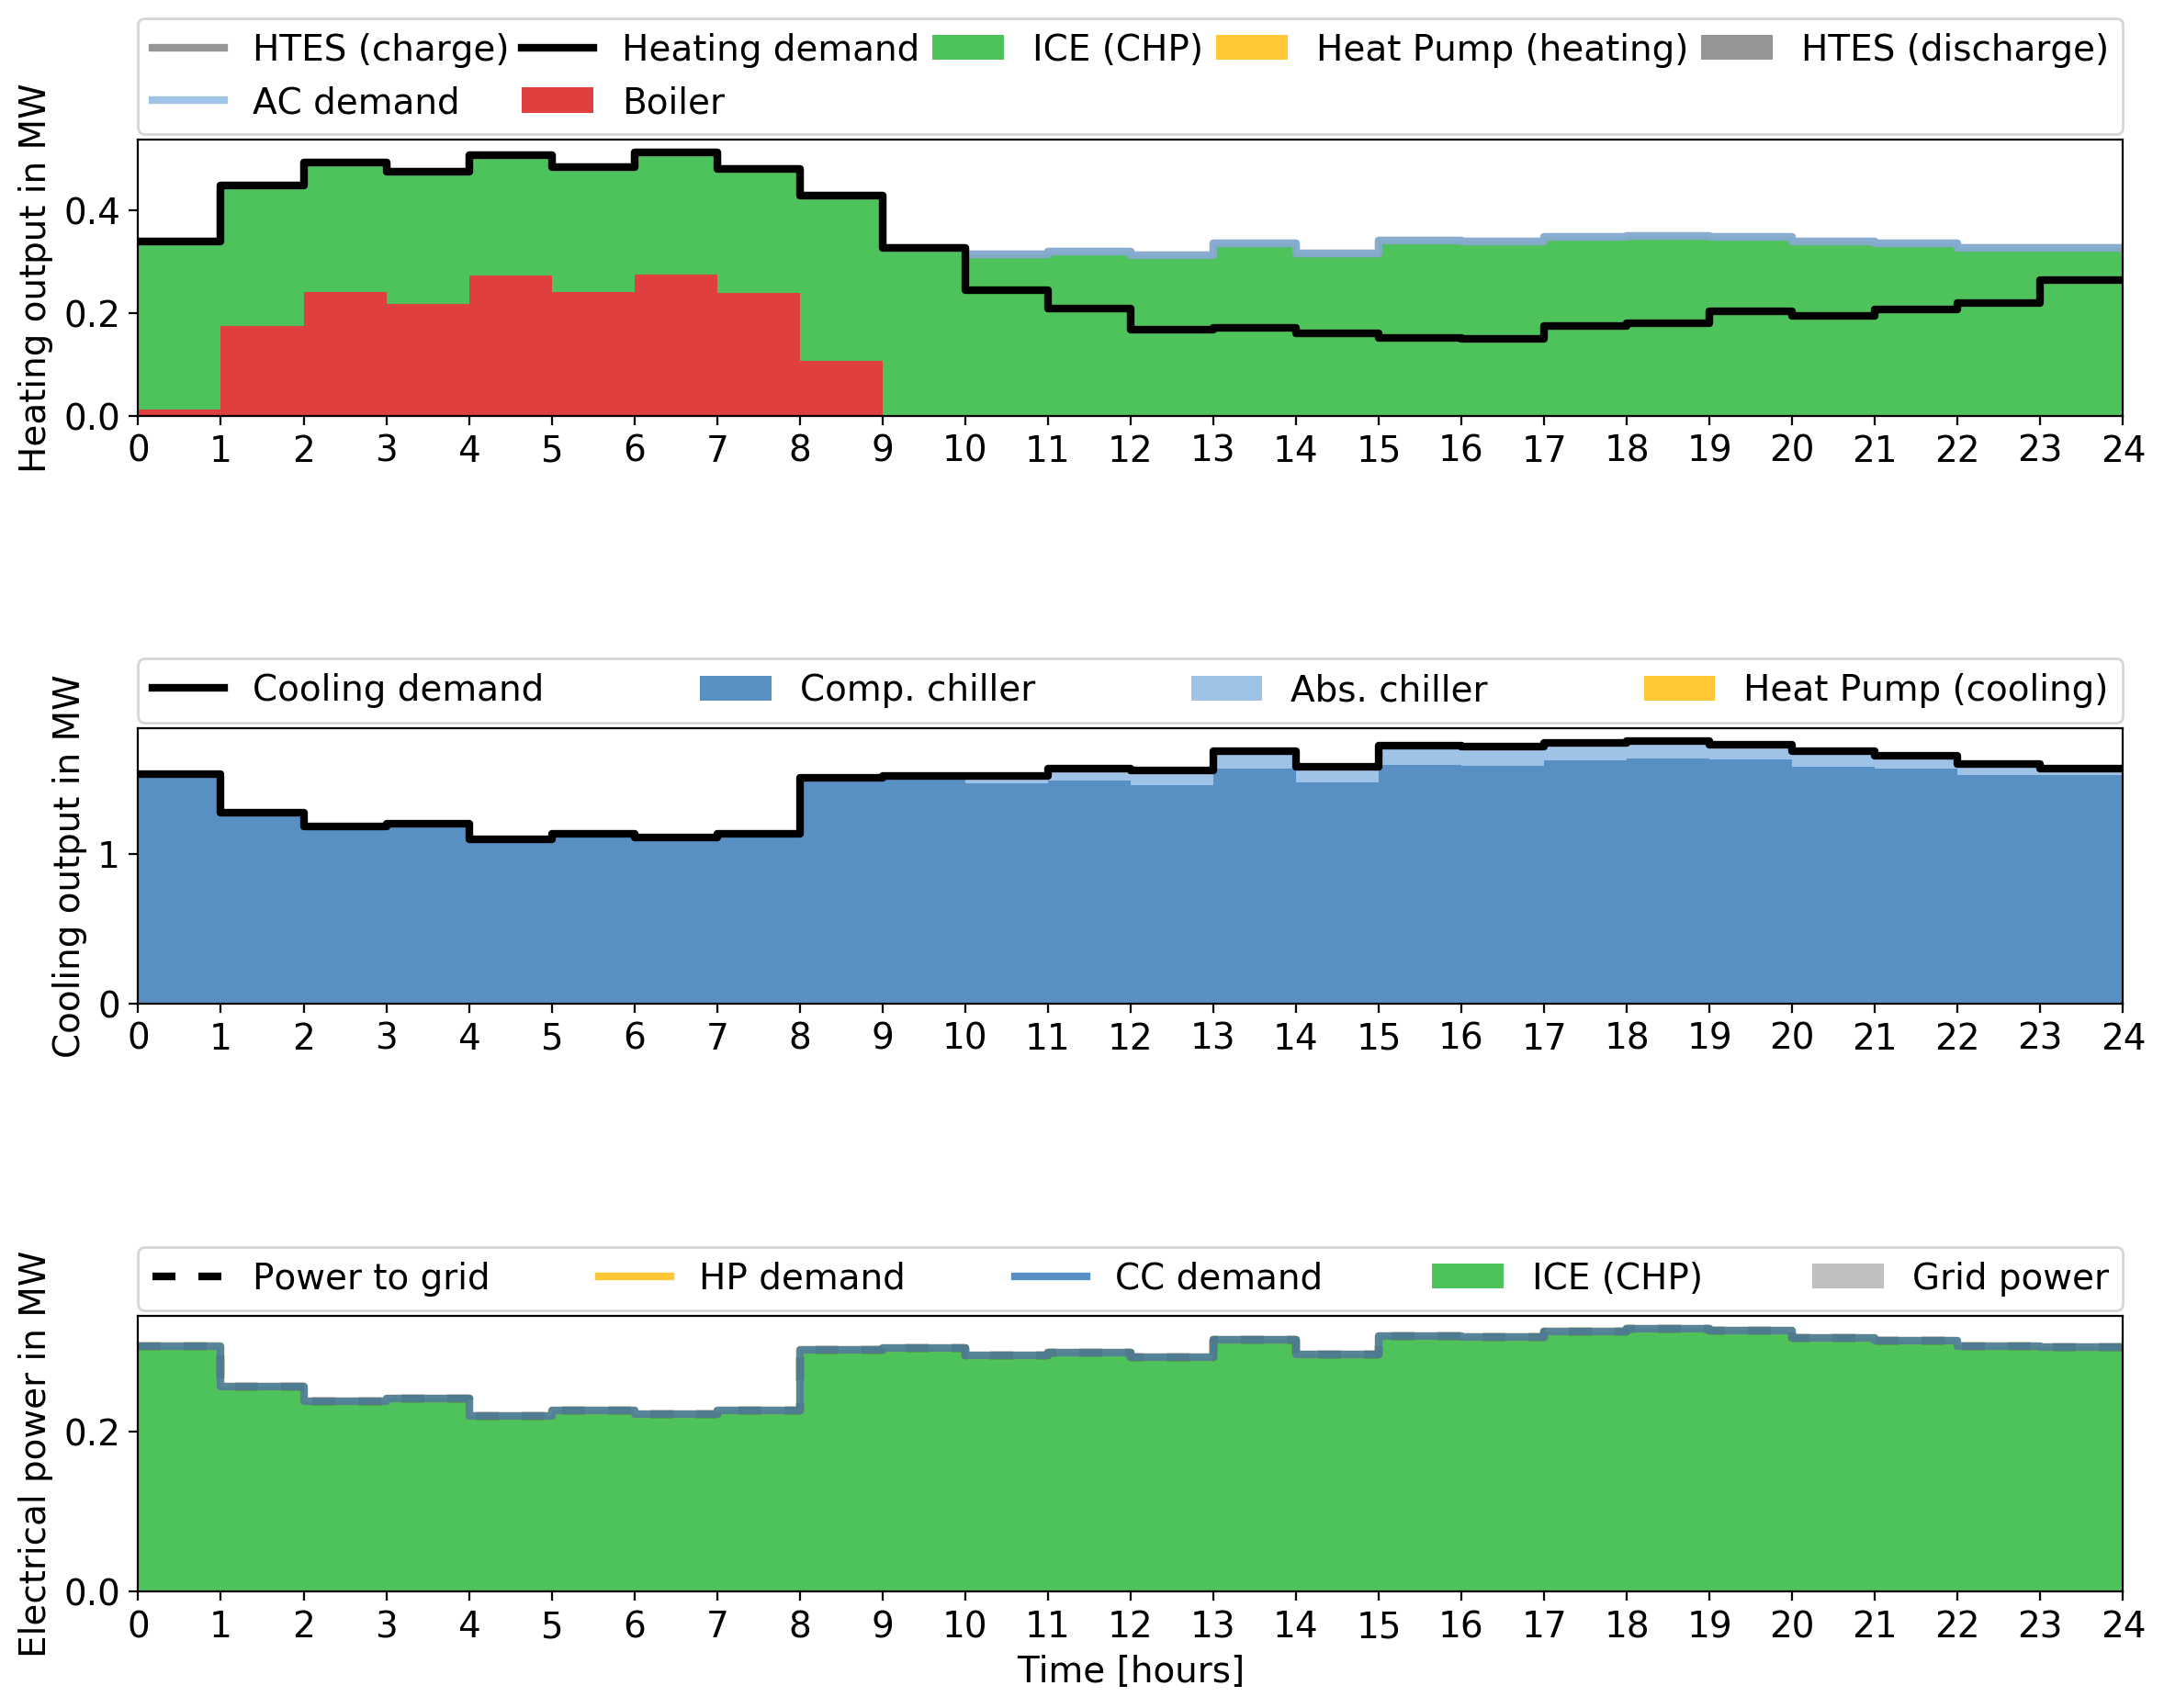 HTES (charge) Heating demand ICE (CHP) Heat Pump (heating) HTES (discharge)
AC demand Boiler
Heating output in MW
0.4
0.2
0.0
0 1 2 3 4 5 6 7 8 9 10 11 12 13 14 15 16 17 18 19 20 21 22 23 24
Cooling demand Comp. chiller Abs. chiller Heat Pump (cooling)
Cooling output in MW
1
0
0 1 2 3 4 5 6 7 8 9 10 11 12 13 14 15 16 17 18 19 20 21 22 23 24
Power to grid HP demand CC demand ICE (CHP) Grid power
Electrical power in MW
0.2
0.0
0 1 2 3 4 5 6 7 8 9 10 11 12 13 14 15 16 17 18 19 20 21 22 23 24
Time [hours]